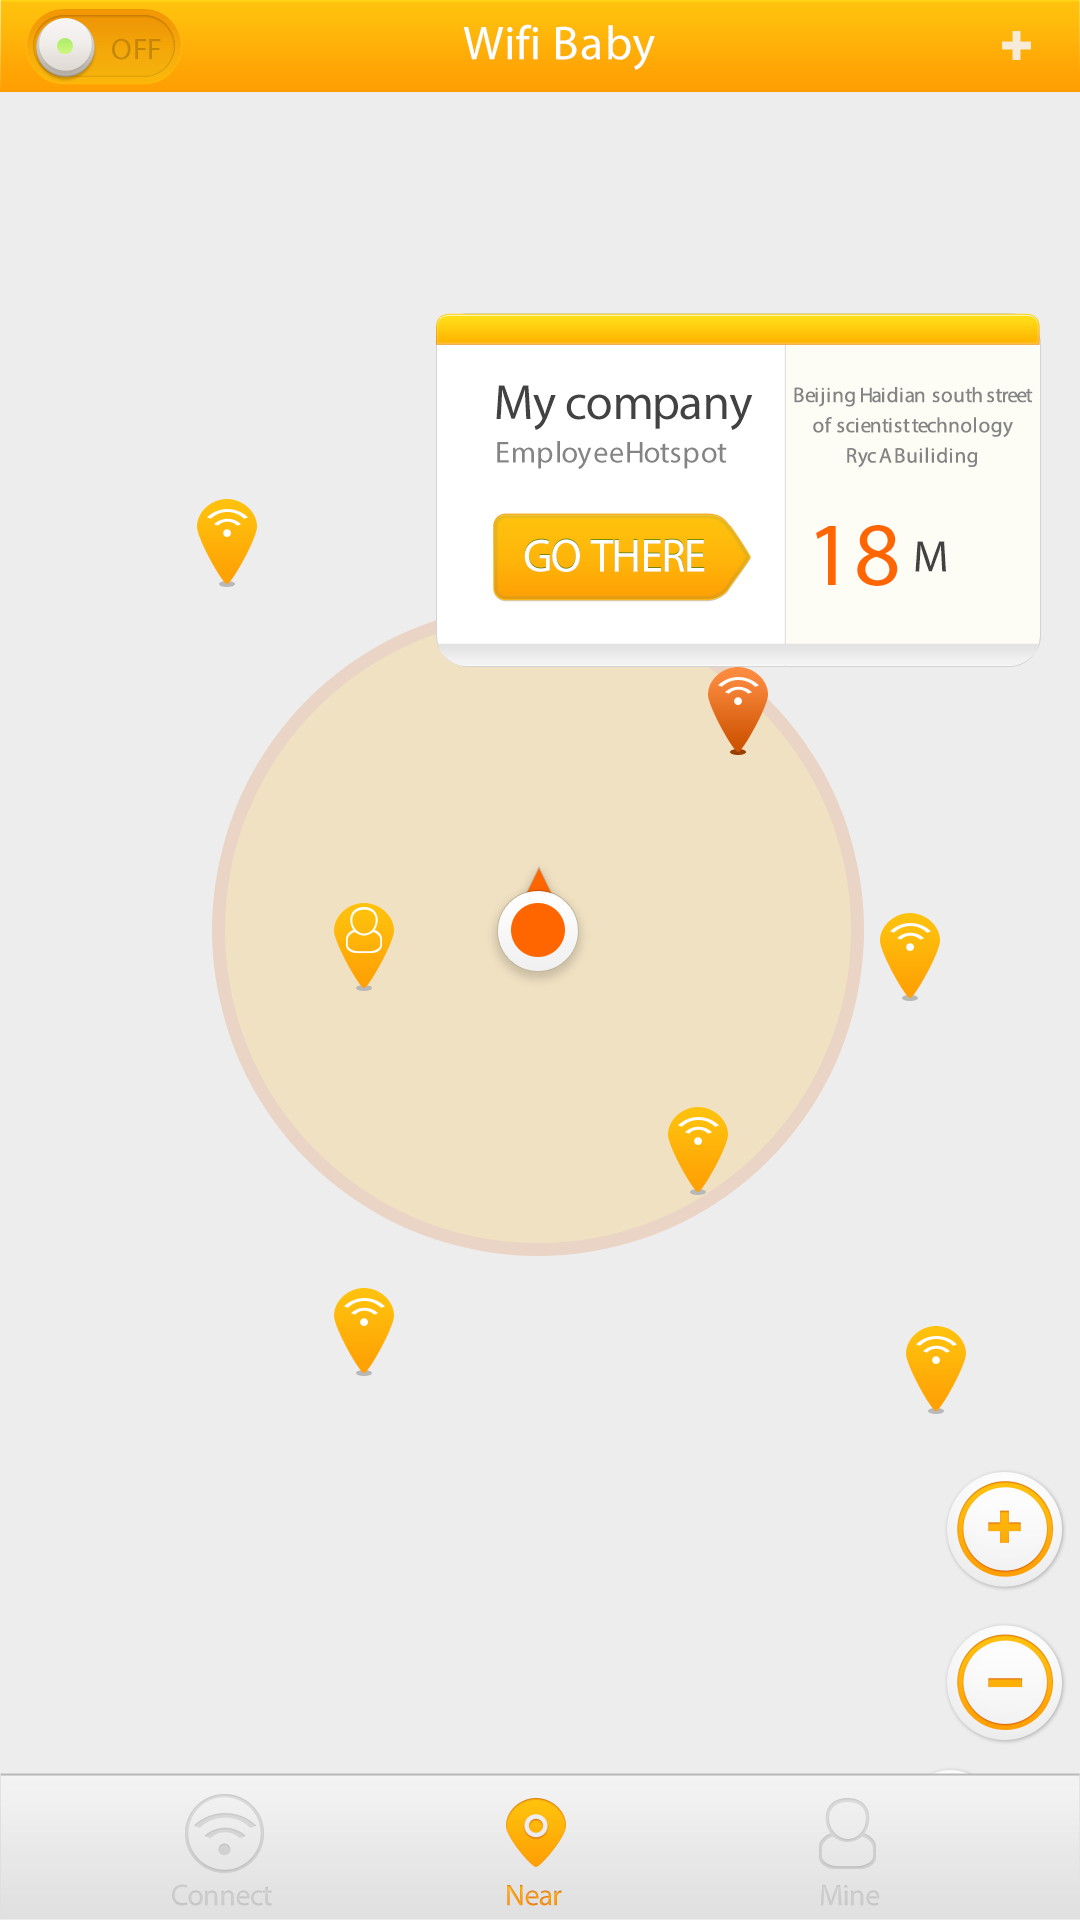 OFF
Wifi Baby
My company
EmployeeHotspot
GO THERE
Beijing Haidian south street
of scientist technology
Ryc A Builiding
18 M
Connect
Near
Mine